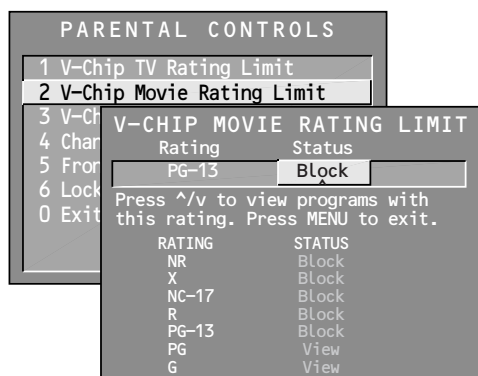 PARENTAL CONTROLS
1 V-Chip TV Rating Limit
2 V-Chip Movie Rating Limit
3 V-Ch
4 Chan
5 Fron
6 Lock
0 Exit
V-CHIP MOVIE RATING LIMIT
Rating Status
PG-13 Block
Press ^/v to view programs with
this rating. Press MENU to exit.
RATING STATUS
NR Block
X Block
NC-17 Block
R Block
PG-13 Block
PG View
G View